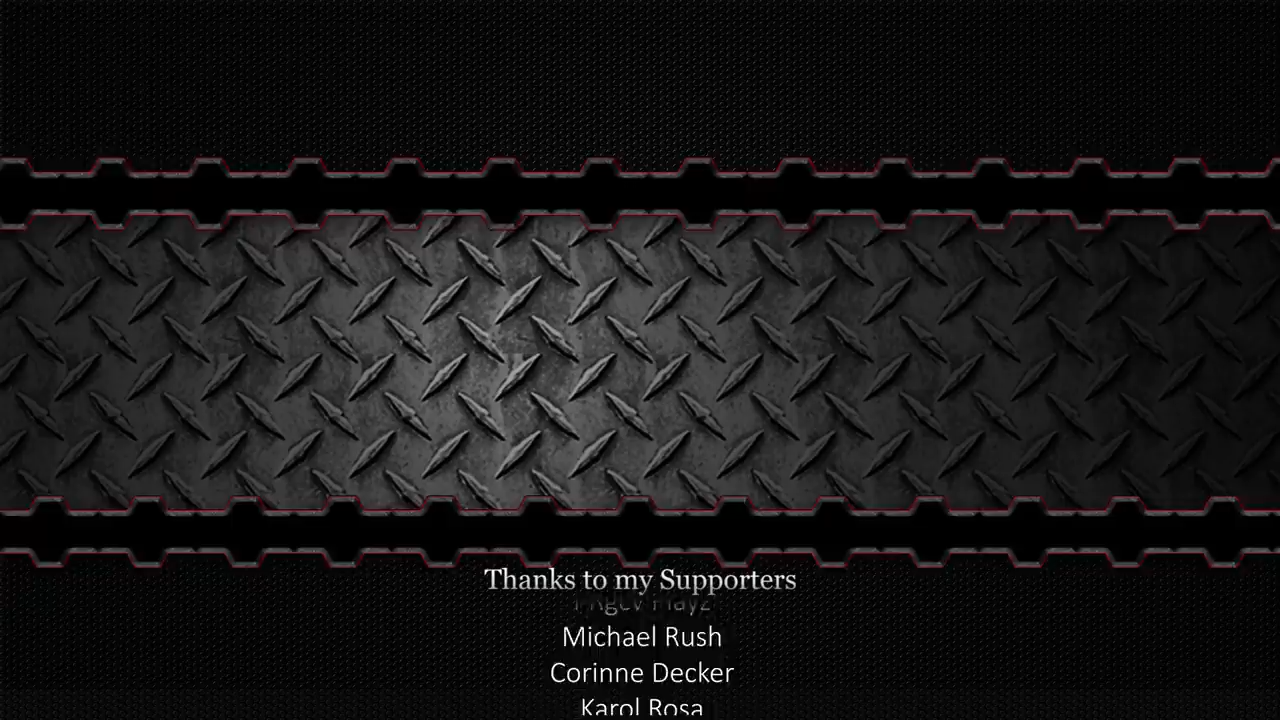 Thanks to my Supporters
Michael Rush
Corinne Decker
Karol Rosa